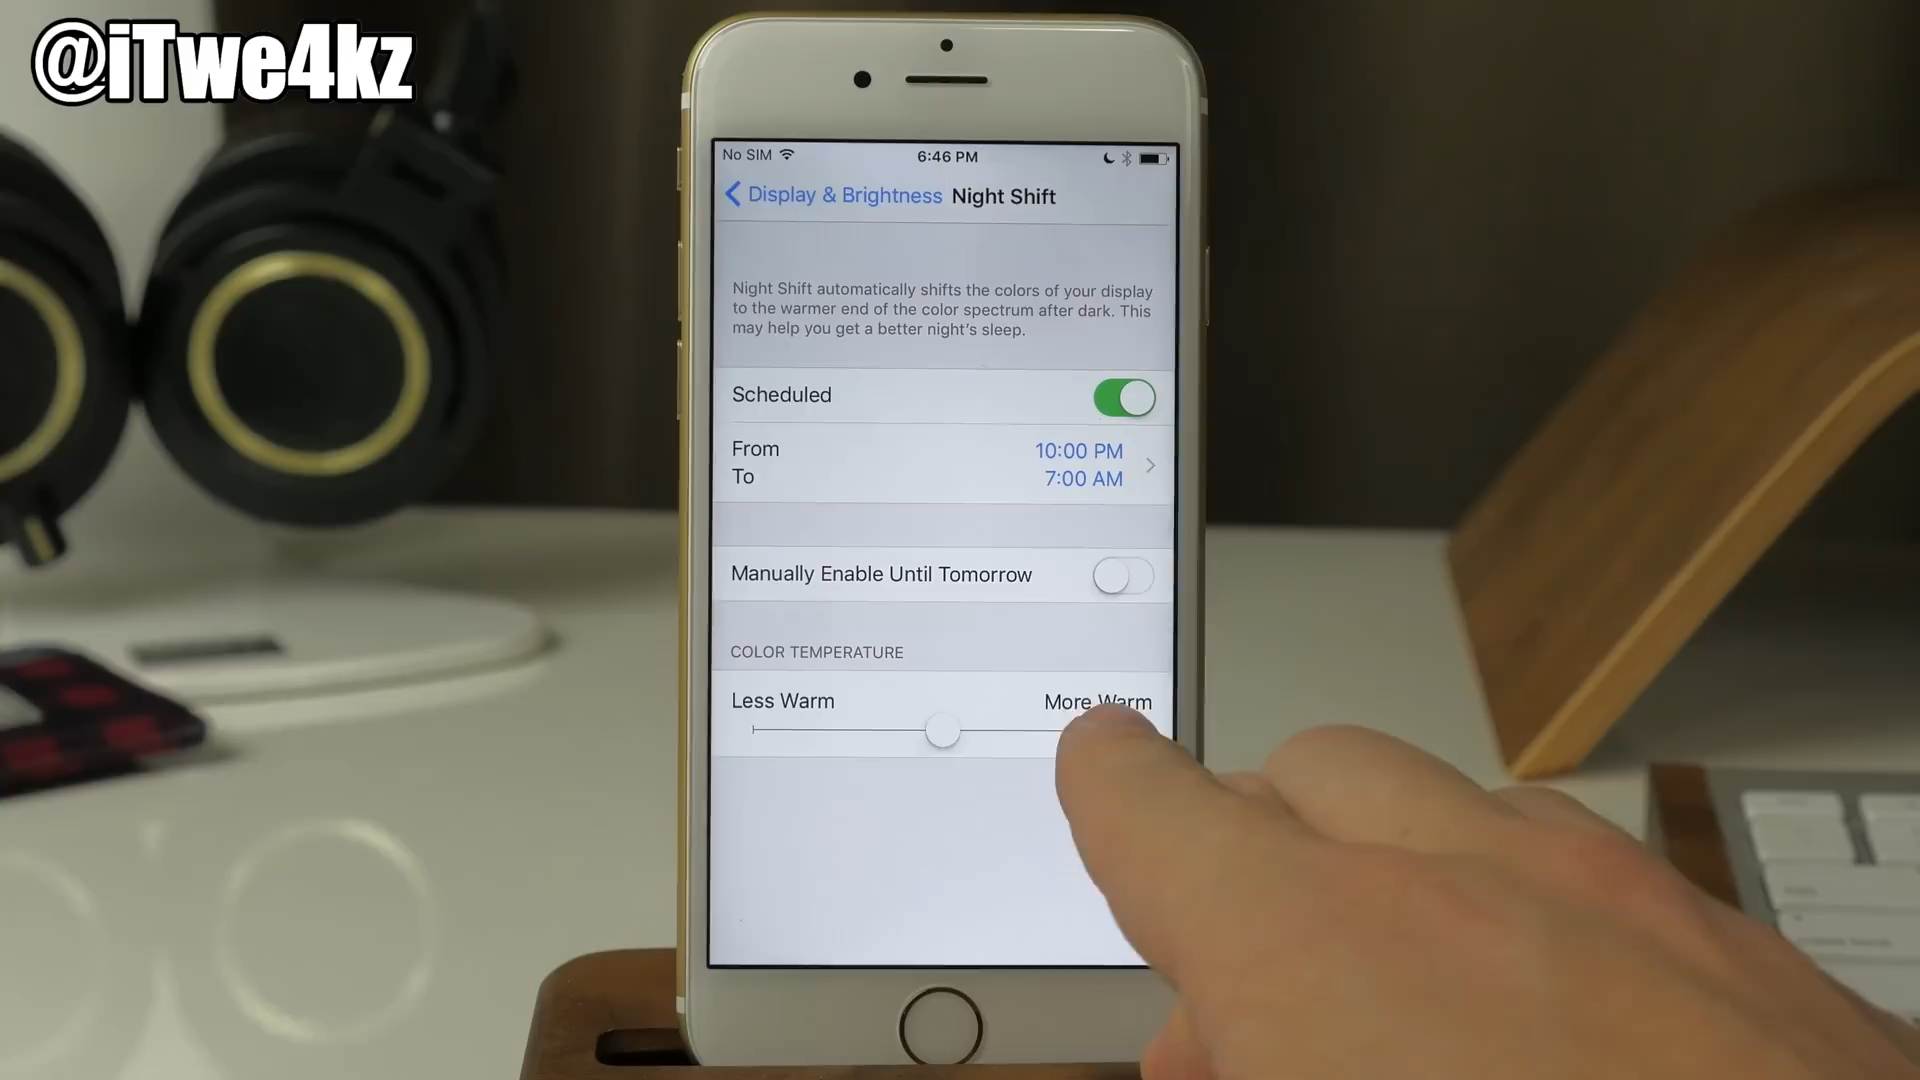 @iTwe4kz
No SIM
6:46 PM
Display & Brightness Night Shift
Night Shift automatically shifts the colors of your display
to the warmer end of the color spectrum after dark. This
may help you get a better night's sleep.
Scheduled
From 10:00 PM
To 7:00 AM
Manually Enable Until Tomorrow
COLOR TEMPERATURE
Less Warm More Warm